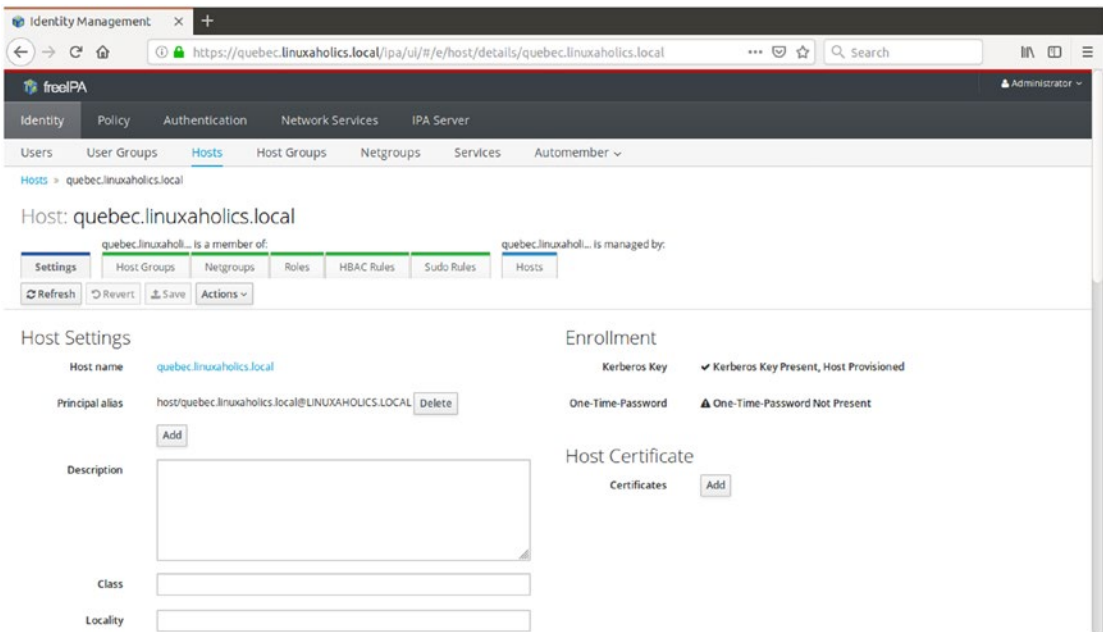 Identity Management × +
https://quebec.linuxaholics.local/ipa/ui/#/e/host/details/quebec.linuxaholics.local ••• Search
freeIPA Administrator
Identity Policy Authentication Network Services IPA Server
Users User Groups Hosts Host Groups Netgroups Services Automember
Hosts » quebec.linuxaholics.local
Host: quebec.linuxaholics.local
quebec.linuxaholi... is a member of: quebec.linuxaholi... is managed by:
Settings Host Groups Netgroups Roles HBAC Rules Sudo Rules Hosts
Refresh Revert Save Actions
Host Settings
Host name quebec.linuxaholics.local
Principal alias host/quebec.linuxaholics.local@LINUXAHOLICS.LOCAL Delete
Add
Description
Class
Locality
Enrollment
Kerberos Key Kerberos Key Present, Host Provisioned
One-Time-Password One-Time-Password Not Present
Host Certificate
Certificates Add